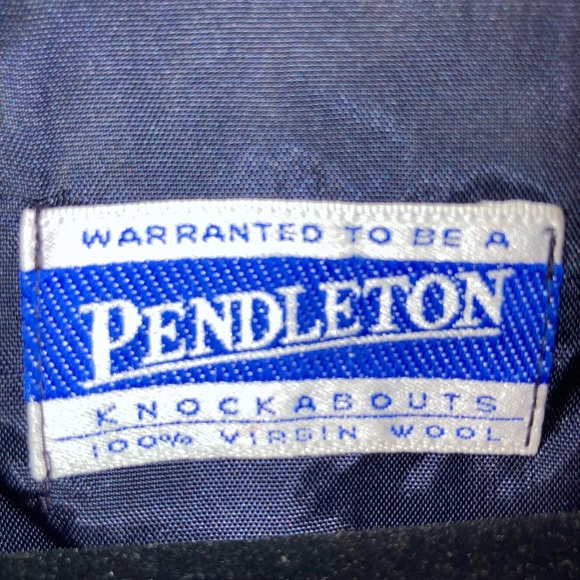 WARRANTED TO BE A
PENDLETON
KNOCKABOUTS
100% VIRGIN WOOL